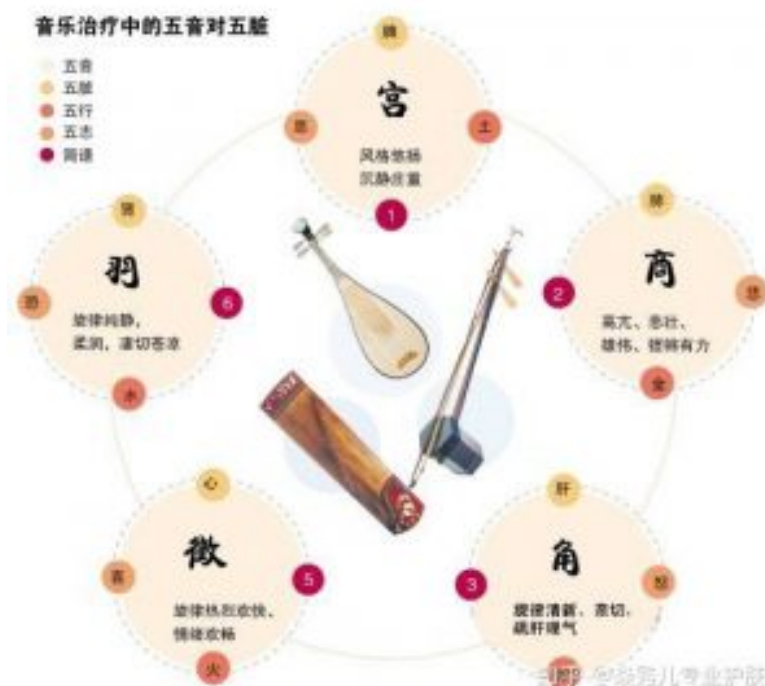 音乐治疗中的五音对五脏
五音
五脏
五行
五志
简谱
脾
宫
思
土
风格悠扬
沉静庄重
1
肾
羽
恐
6
旋律纯静,
柔润,凄切苍凉
水
肺
商
2
悲
高亢、悲壮、
雄伟、铿锵有力
金
心
徵
喜
5
旋律热烈欢快、
情绪欢畅
火
肝
角
3
怒
旋律清新、亲切、
疏肝理气